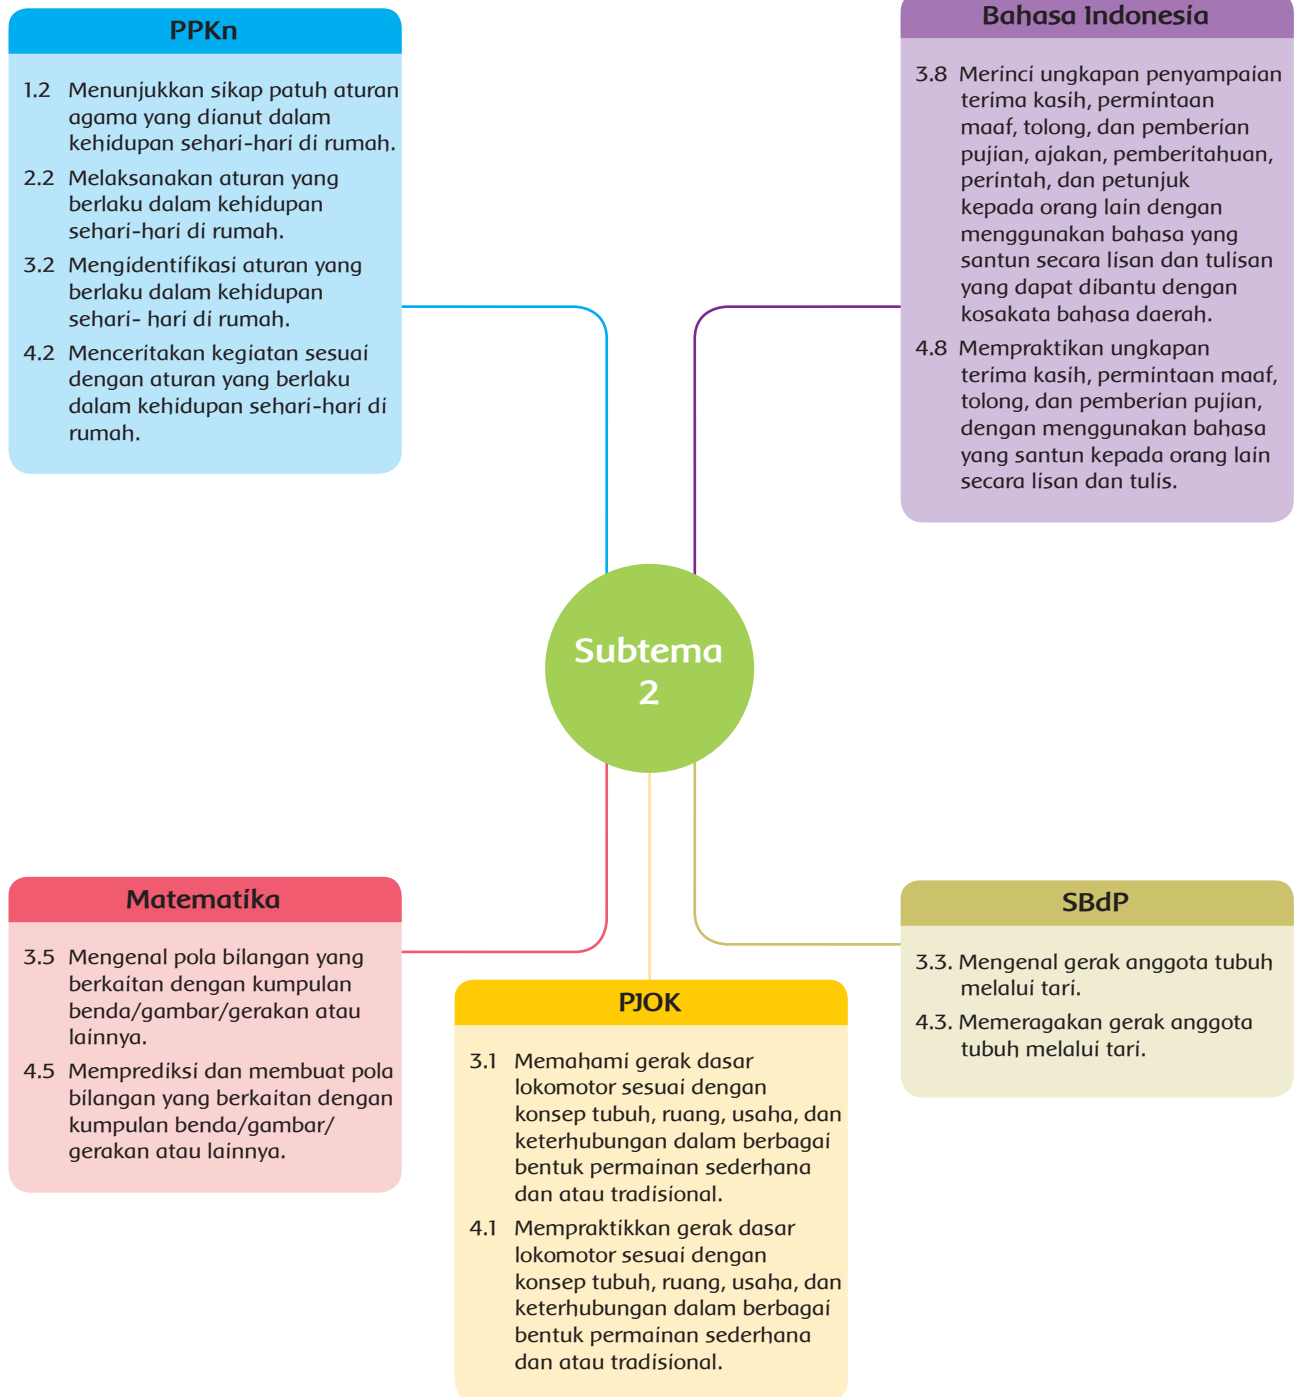 PPKn
1.2 Menunjukkan sikap patuh aturan
agama yang dianut dalam
kehidupan sehari-hari di rumah.
2.2 Melaksanakan aturan yang
berlaku dalam kehidupan
sehari-hari di rumah.
3.2 Mengidentifikasi aturan yang
berlaku dalam kehidupan
sehari- hari di rumah.
4.2 Menceritakan kegiatan sesuai
dengan aturan yang berlaku
dalam kehidupan sehari-hari di
rumah.
Bahasa Indonesia
3.8 Merinci ungkapan penyampaian
terima kasih, permintaan
maaf, tolong, dan pemberian
pujian, ajakan, pemberitahuan,
perintah, dan petunjuk
kepada orang lain dengan
menggunakan bahasa yang
santun secara lisan dan tulisan
yang dapat dibantu dengan
kosakata bahasa daerah.
4.8 Mempraktikan ungkapan
terima kasih, permintaan maaf,
tolong, dan pemberian pujian,
dengan menggunakan bahasa
yang santun kepada orang lain
secara lisan dan tulis.
Subtema
2
Matematika
3.5 Mengenal pola bilangan yang
berkaitan dengan kumpulan
benda/gambar/gerakan atau
lainnya.
4.5 Memprediksi dan membuat pola
bilangan yang berkaitan dengan
kumpulan benda/gambar/
gerakan atau lainnya.
PJOK
3.1 Memahami gerak dasar
lokomotor sesuai dengan
konsep tubuh, ruang, usaha, dan
keterhubungan dalam berbagai
bentuk permainan sederhana
dan atau tradisional.
4.1 Mempraktikkan gerak dasar
lokomotor sesuai dengan
konsep tubuh, ruang, usaha, dan
keterhubungan dalam berbagai
bentuk permainan sederhana
dan atau tradisional.
SBdP
3.3. Mengenal gerak anggota tubuh
melalui tari.
4.3. Memeragakan gerak anggota
tubuh melalui tari.